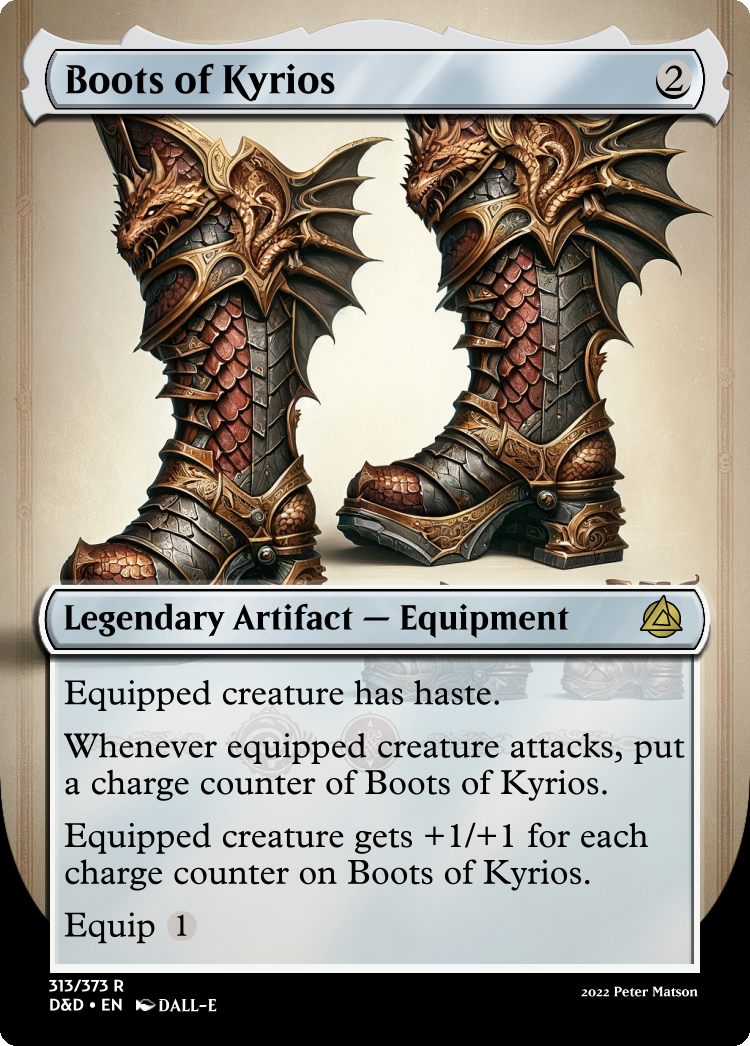 Boots of Kyrios 2
Legendary Artifact — Equipment
Equipped creature has haste.
Whenever equipped creature attacks, put
a charge counter of Boots of Kyrios.
Equipped creature gets +1/+1 for each
charge counter on Boots of Kyrios.
Equip 1
313/373 R
D&D • EN DALL-E
2022 Peter Matson